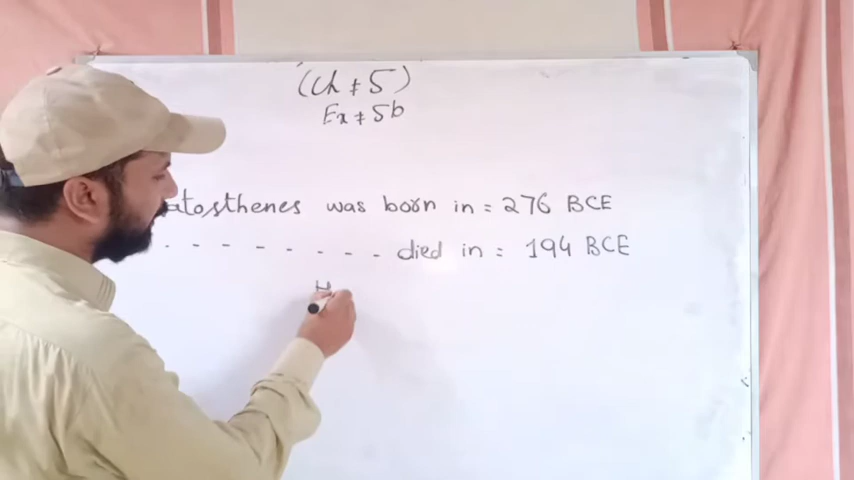 (Ch # 5)
Ex # 5b
atosthenes was born in = 276 BCE
- - - - - - - - died in = 194 BCE
H